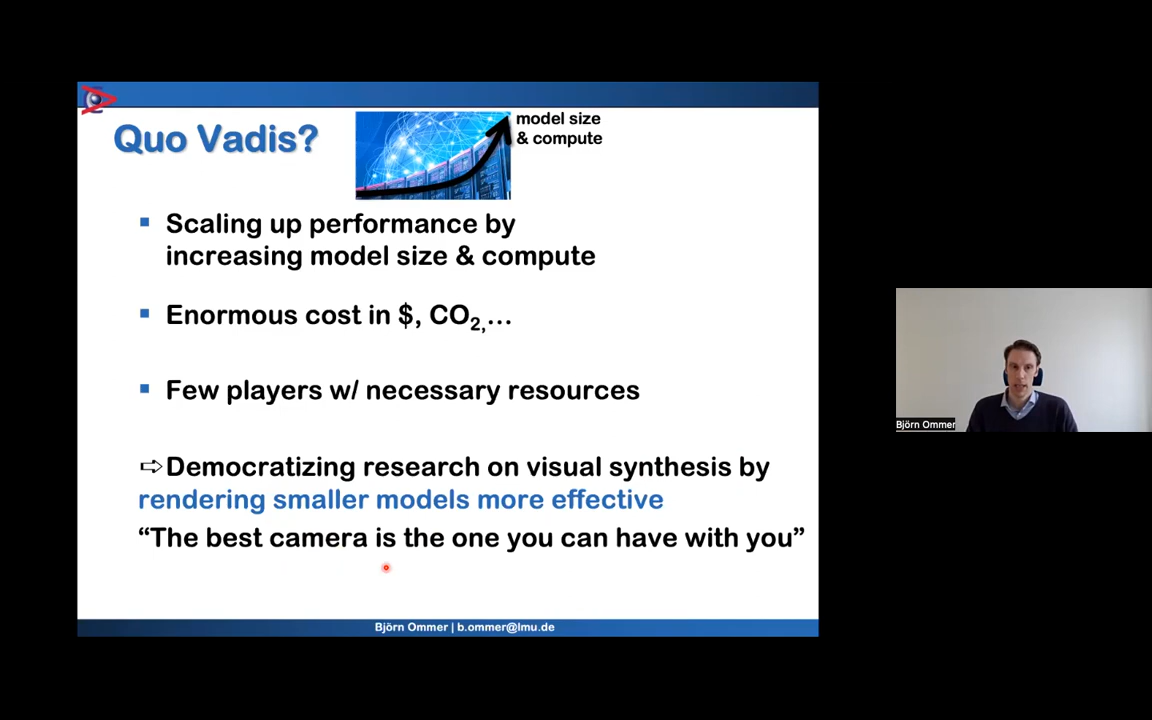 Quo Vadis?
model size
& compute
▪ Scaling up performance by
increasing model size & compute
▪ Enormous cost in $, CO2,...
▪ Few players w/ necessary resources
⇨Democratizing research on visual synthesis by
rendering smaller models more effective
“The best camera is the one you can have with you”
Björn Ommer | b.ommer@lmu.de
Björn Ommer